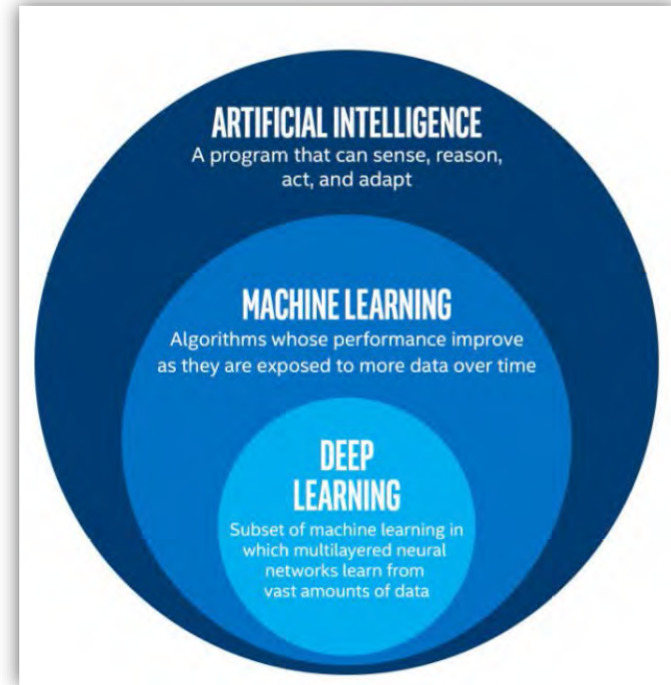 ARTIFICIAL INTELLIGENCE
A program that can sense, reason,
act, and adapt
MACHINE LEARNING
Algorithms whose performance improve
as they are exposed to more data over time
DEEP
LEARNING
Subset of machine learning in
which multilayered neural
networks learn from
vast amounts of data